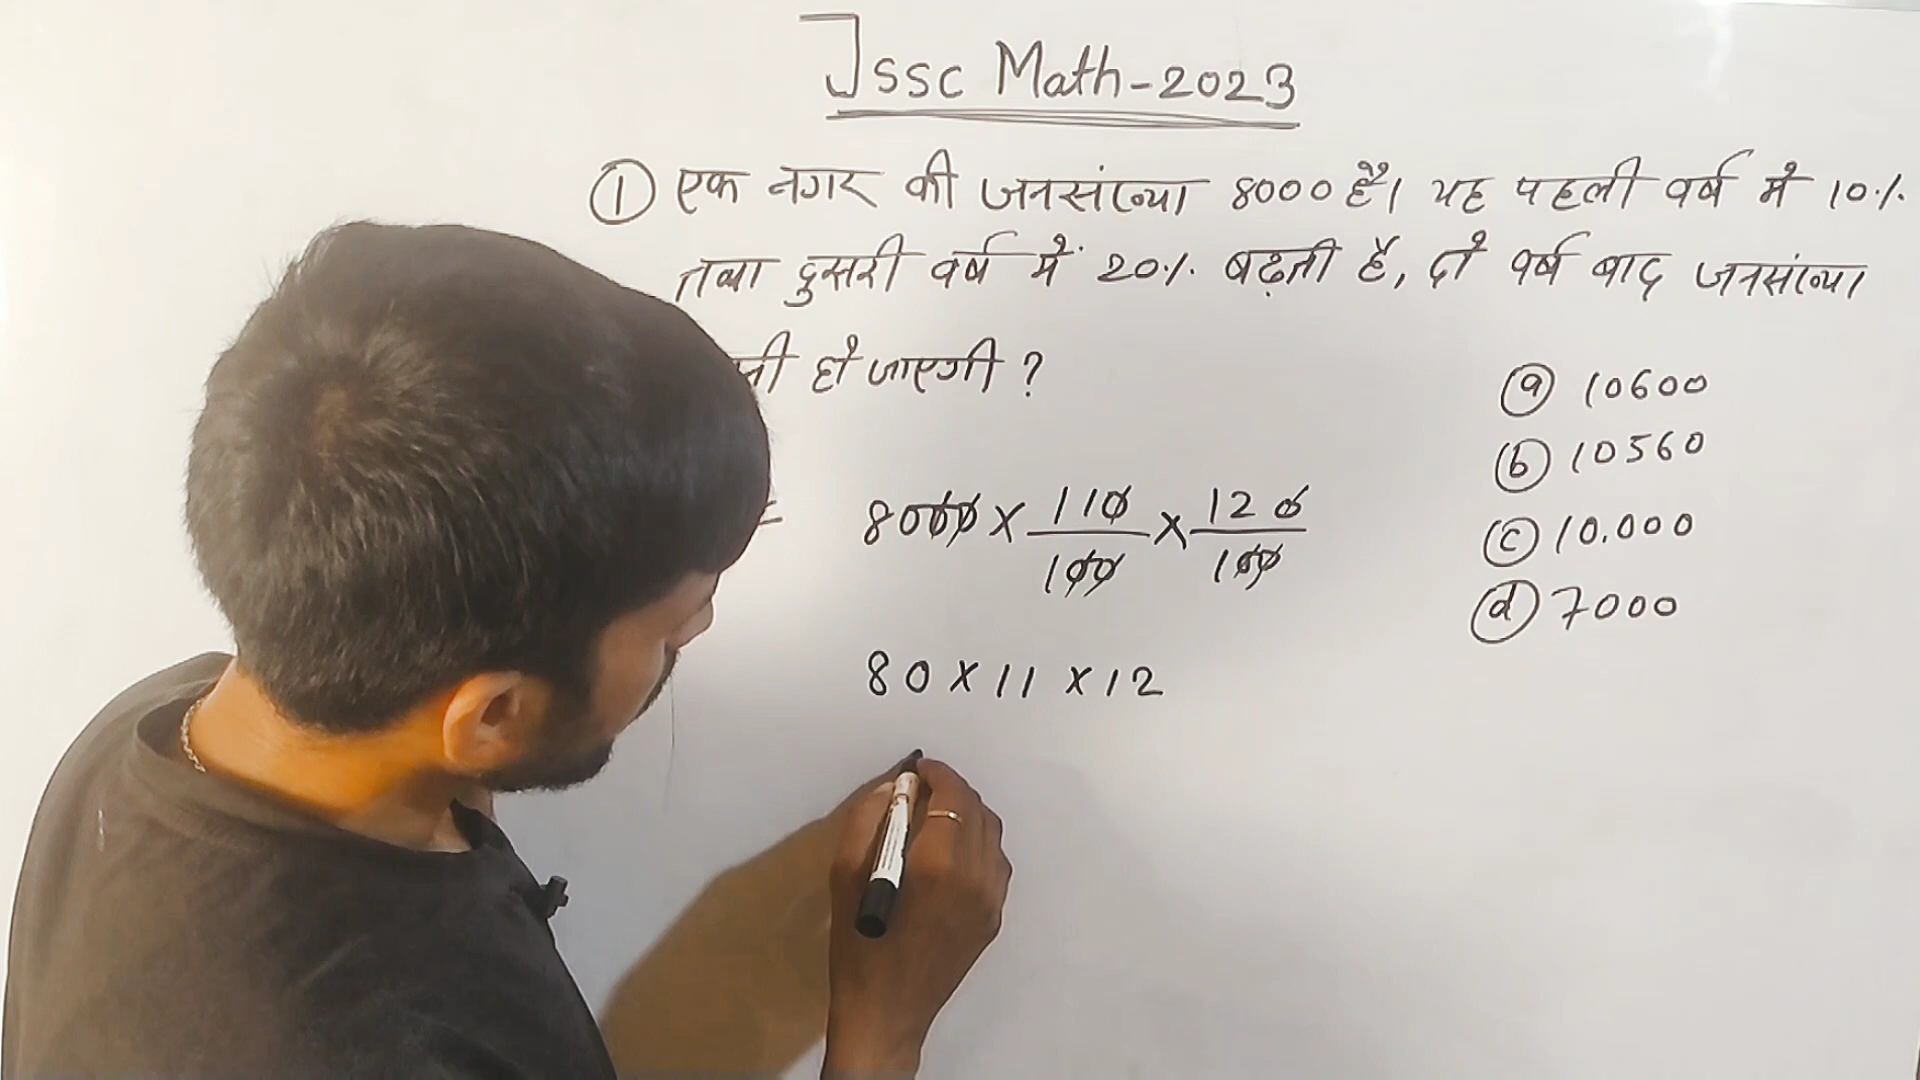 JSSC Math-2023
① एक नगर की जनसंख्या 8000 है। यह पहली वर्ष में 10%
तथा दुसरी वर्ष में 20% बढ़ती है, दो वर्ष बाद जनसंख्या
हो जाएगी ?
ⓐ 10600
ⓑ 10560
ⓒ 10,000
ⓓ 7000
= 8000 × 110/100 × 120/100
80 × 11 × 12